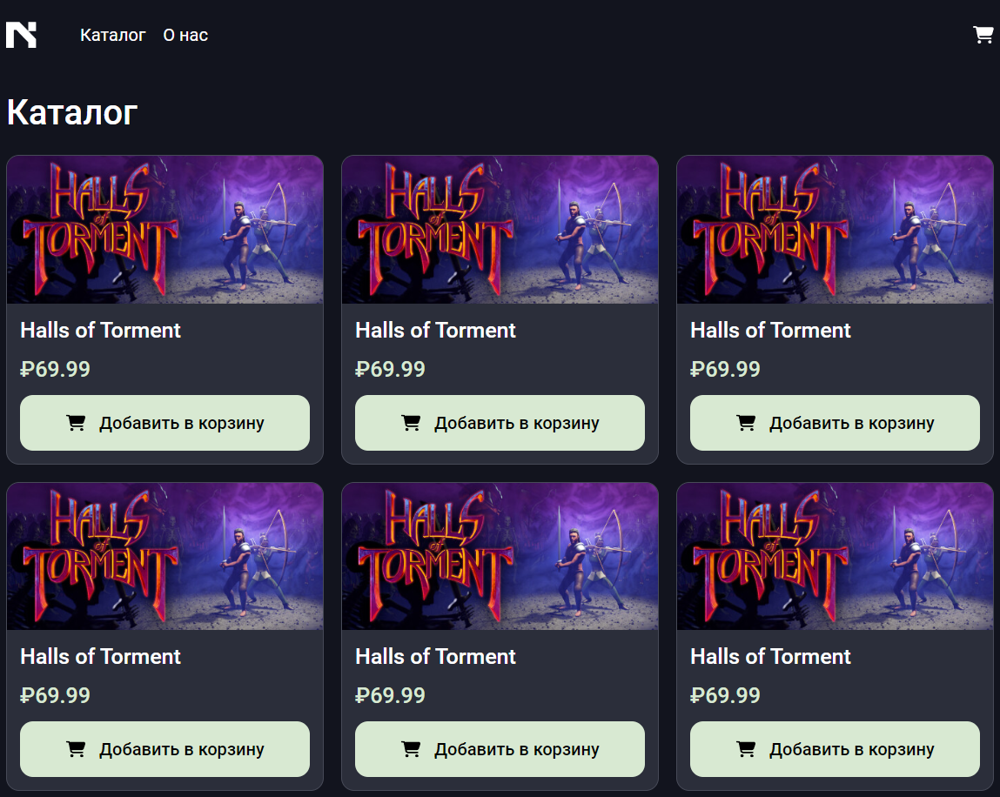 Каталог О нас
Каталог
HALLS of TORMENT HALLS of TORMENT HALLS of TORMENT
Halls of Torment Halls of Torment Halls of Torment
₽69.99 ₽69.99 ₽69.99
Добавить в корзину Добавить в корзину Добавить в корзину
HALLS of TORMENT HALLS of TORMENT HALLS of TORMENT
Halls of Torment Halls of Torment Halls of Torment
₽69.99 ₽69.99 ₽69.99
Добавить в корзину Добавить в корзину Добавить в корзину